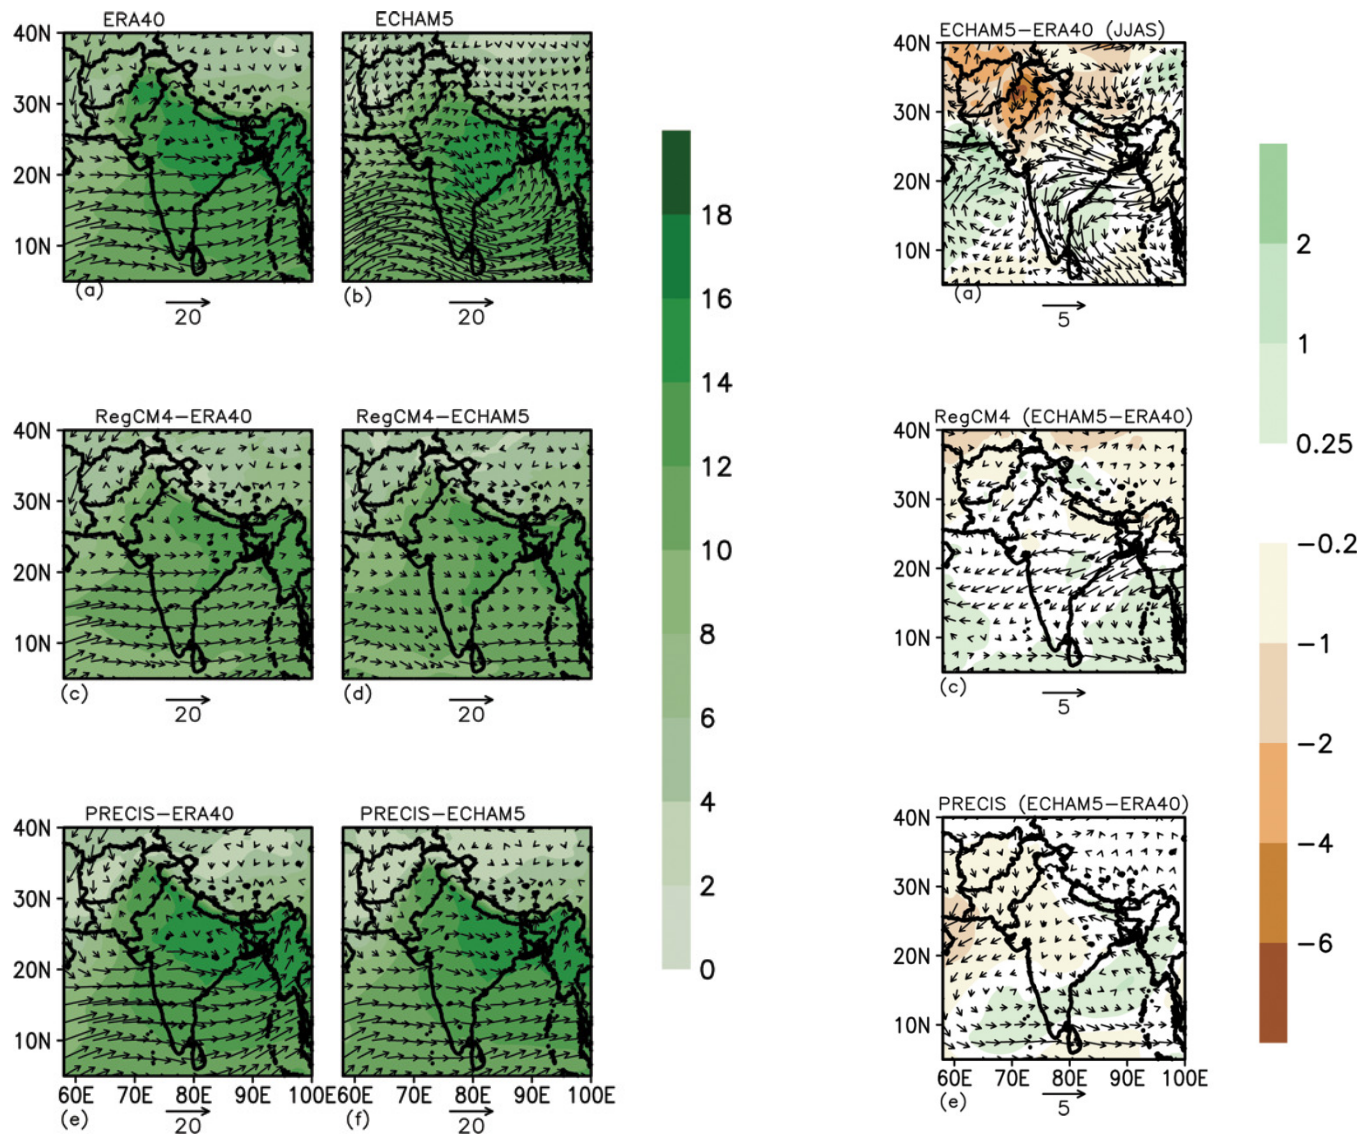 ERA40
ECHAM5
40N
30N
20N
10N
(a)
20
(b)
20
RegCM4-ERA40
RegCM4-ECHAM5
40N
30N
20N
10N
(c)
20
(d)
20
PRECIS-ERA40
PRECIS-ECHAM5
40N
30N
20N
10N
60E 70E 80E 90E 100E 60E 70E 80E 90E 100E
(e)
20
(f)
20
18
16
14
12
10
8
6
4
2
0
ECHAM5-ERA40 (JJAS)
40N
30N
20N
10N
(a)
5
RegCM4 (ECHAM5-ERA40)
40N
30N
20N
10N
(c)
5
PRECIS (ECHAM5-ERA40)
40N
30N
20N
10N
60E 70E 80E 90E 100E
(e)
5
2
1
0.25
-0.2
-1
-2
-4
-6